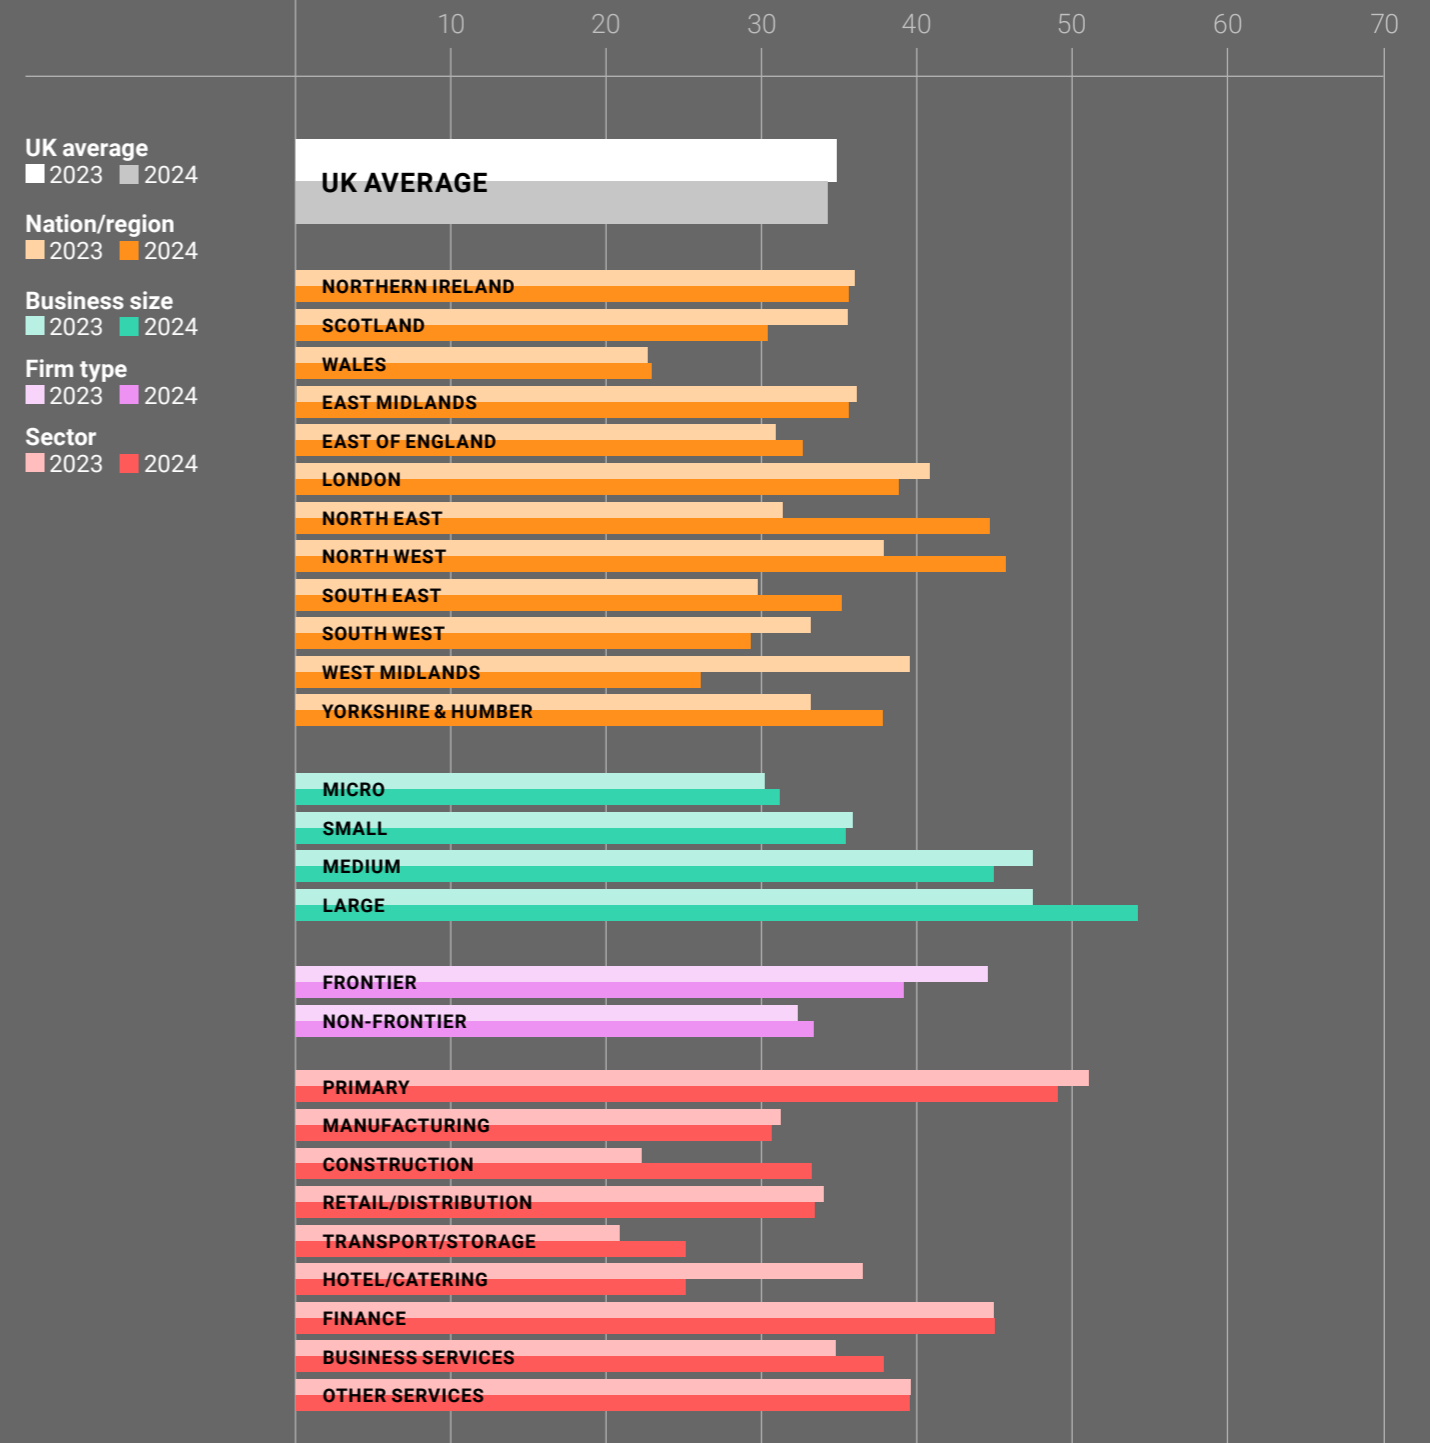 10 20 30 40 50 60 70
UK average
2023 2024
Nation/region
2023 2024
Business size
2023 2024
Firm type
2023 2024
Sector
2023 2024
UK AVERAGE
NORTHERN IRELAND
SCOTLAND
WALES
EAST MIDLANDS
EAST OF ENGLAND
LONDON
NORTH EAST
NORTH WEST
SOUTH EAST
SOUTH WEST
WEST MIDLANDS
YORKSHIRE & HUMBER
MICRO
SMALL
MEDIUM
LARGE
FRONTIER
NON-FRONTIER
PRIMARY
MANUFACTURING
CONSTRUCTION
RETAIL/DISTRIBUTION
TRANSPORT/STORAGE
HOTEL/CATERING
FINANCE
BUSINESS SERVICES
OTHER SERVICES